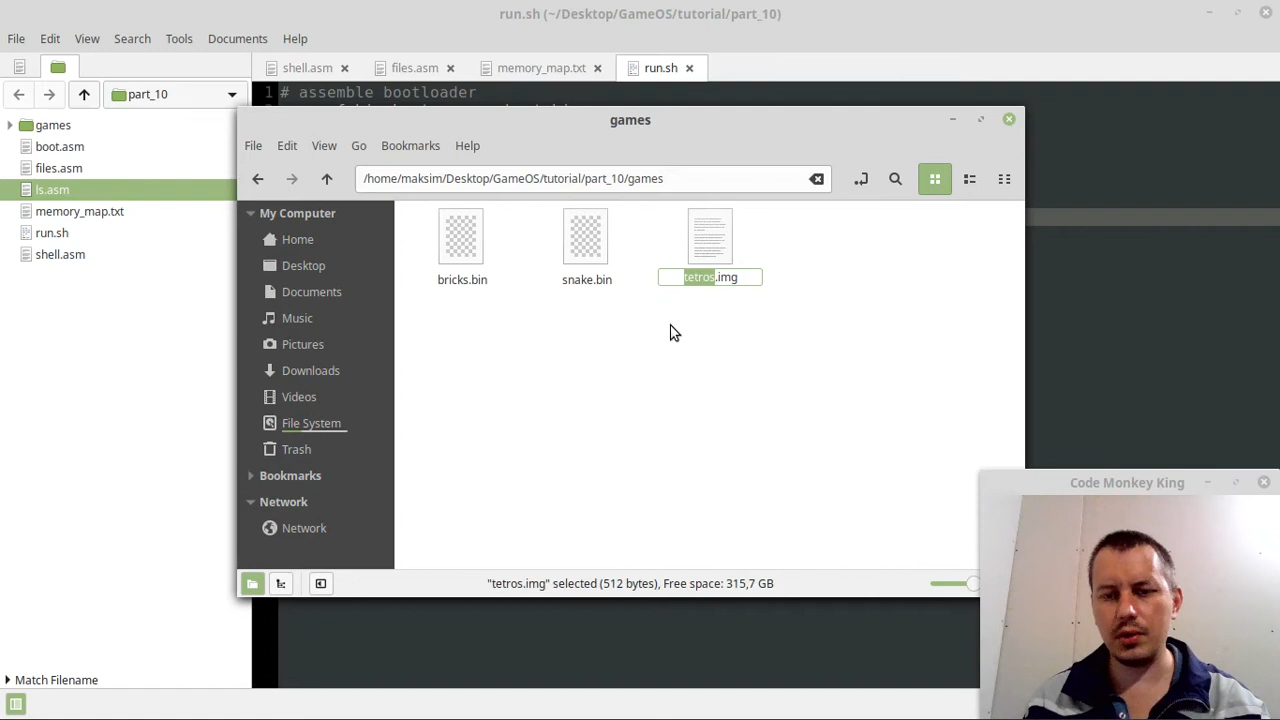 run.sh (~/Desktop/GameOS/tutorial/part_10)
File Edit View Search Tools Documents Help
shell.asm files.asm memory_map.txt run.sh
part_10
1 # assemble bootloader
games
boot.asm
files.asm
ls.asm
memory_map.txt
run.sh
shell.asm
Match Filename
games
File Edit View Go Bookmarks Help
/home/maksim/Desktop/GameOS/tutorial/part_10/games
My Computer
Home
Desktop
Documents
Music
Pictures
Downloads
Videos
File System
Trash
Bookmarks
Network
Network
bricks.bin snake.bin tetros.img
"tetros.img" selected (512 bytes), Free space: 315,7 GB
Code Monkey King